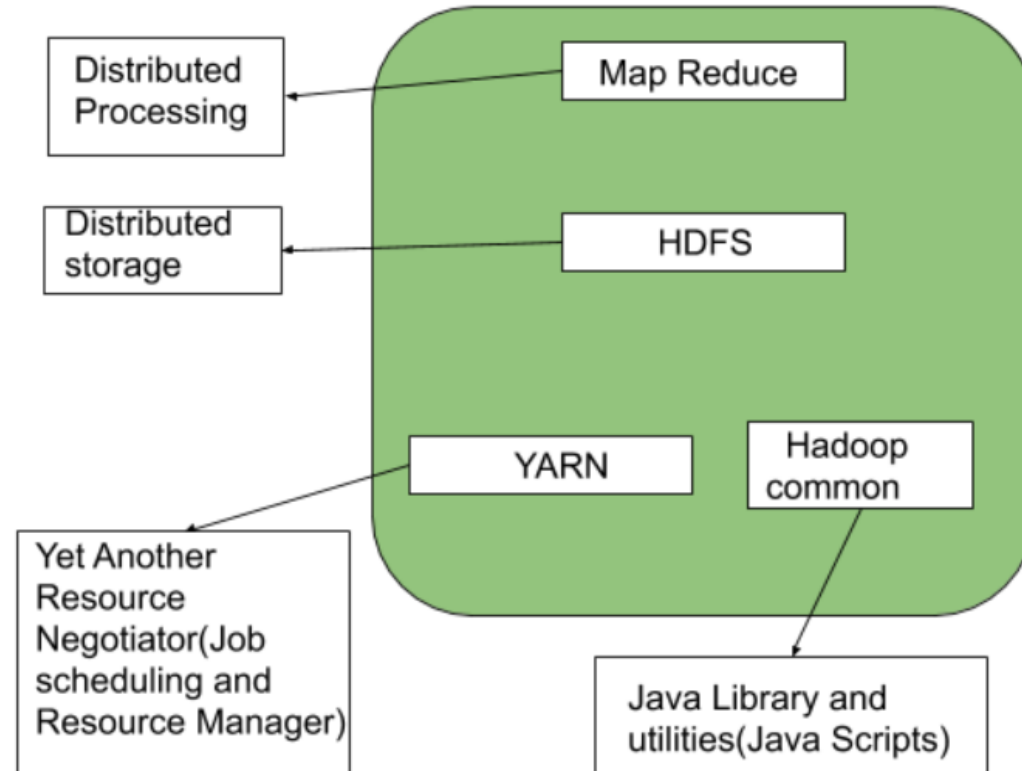 Distributed
Processing
Map Reduce
Distributed
storage
HDFS
YARN
Hadoop
common
Yet Another
Resource
Negotiator(Job
scheduling and
Resource Manager)
Java Library and
utilities(Java Scripts)